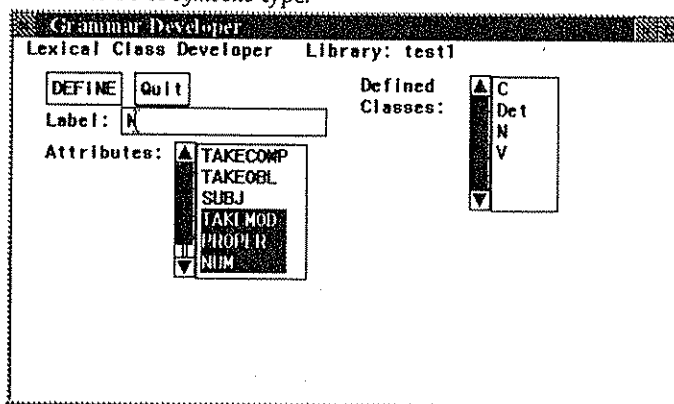 type.
Grammar Developer
Lexical Class Developer Library: test1
DEFINE Quit
Label: N
Attributes:
TAKECOMP
TAKEOBL
SUBJ
TAKEMOD
PROPER
NUM
Defined
Classes:
C
Det
N
V